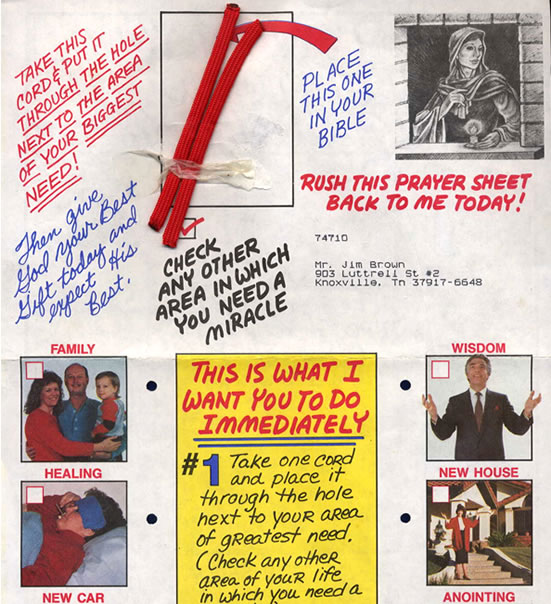 TAKE THIS
CORD & PUT IT
THROUGH THE HOLE
NEXT TO THE AREA
OF YOUR BIGGEST
NEED!
Then give
God your Best
Gift today and
expect His
Best.
PLACE
THIS ONE
IN YOUR
BIBLE
RUSH THIS PRAYER SHEET
BACK TO ME TODAY!
CHECK
ANY OTHER
AREA IN WHICH
YOU NEED A
MIRACLE
74710
Mr. Jim Brown
903 Luttrell St #2
Knoxville, Tn 37917-6648
FAMILY
HEALING
NEW CAR
THIS IS WHAT I
WANT YOU TO DO
IMMEDIATELY
#1 Take one cord
and place it
through the hole
next to your area
of greatest need.
(Check any other
area of your life
in which you need a
WISDOM
NEW HOUSE
ANOINTING